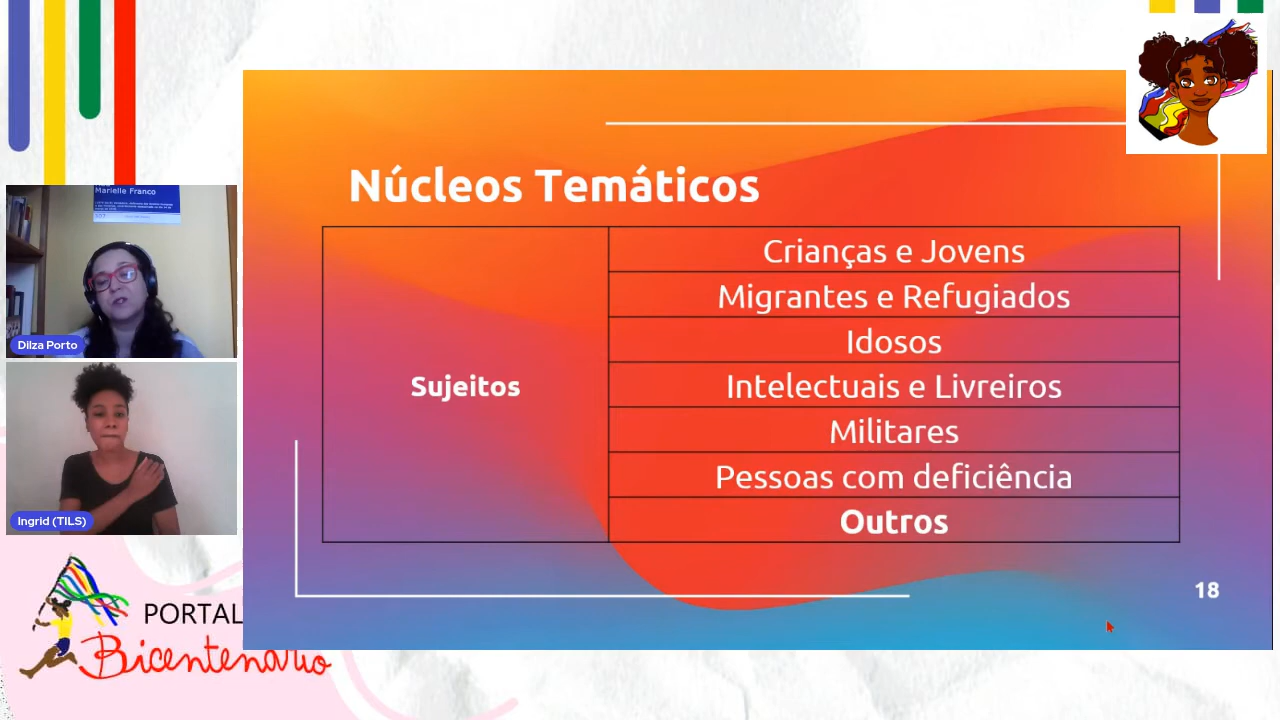 Marielle Franco
Dilza Porto
Ingrid (TILS)
PORTAL
Bicentenário
Núcleos Temáticos
Sujeitos
Crianças e Jovens
Migrantes e Refugiados
Idosos
Intelectuais e Livreiros
Militares
Pessoas com deficiência
Outros
18